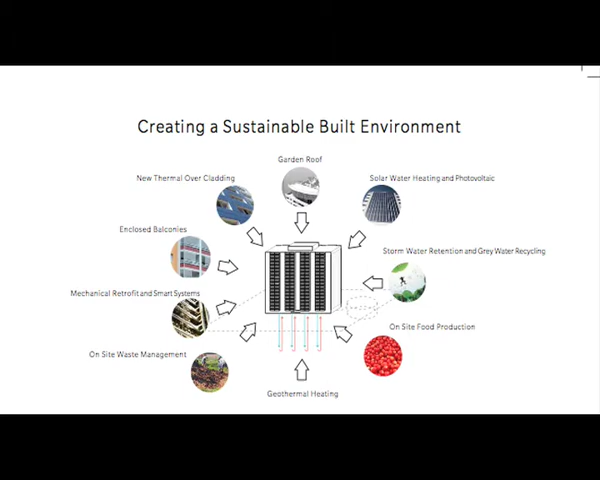 Creating a Sustainable Built Environment
Garden Roof
New Thermal Over Cladding
Solar Water Heating and Photovoltaic
Enclosed Balconies
Storm Water Retention and Grey Water Recycling
Mechanical Retrofit and Smart Systems
On Site Food Production
On Site Waste Management
Geothermal Heating